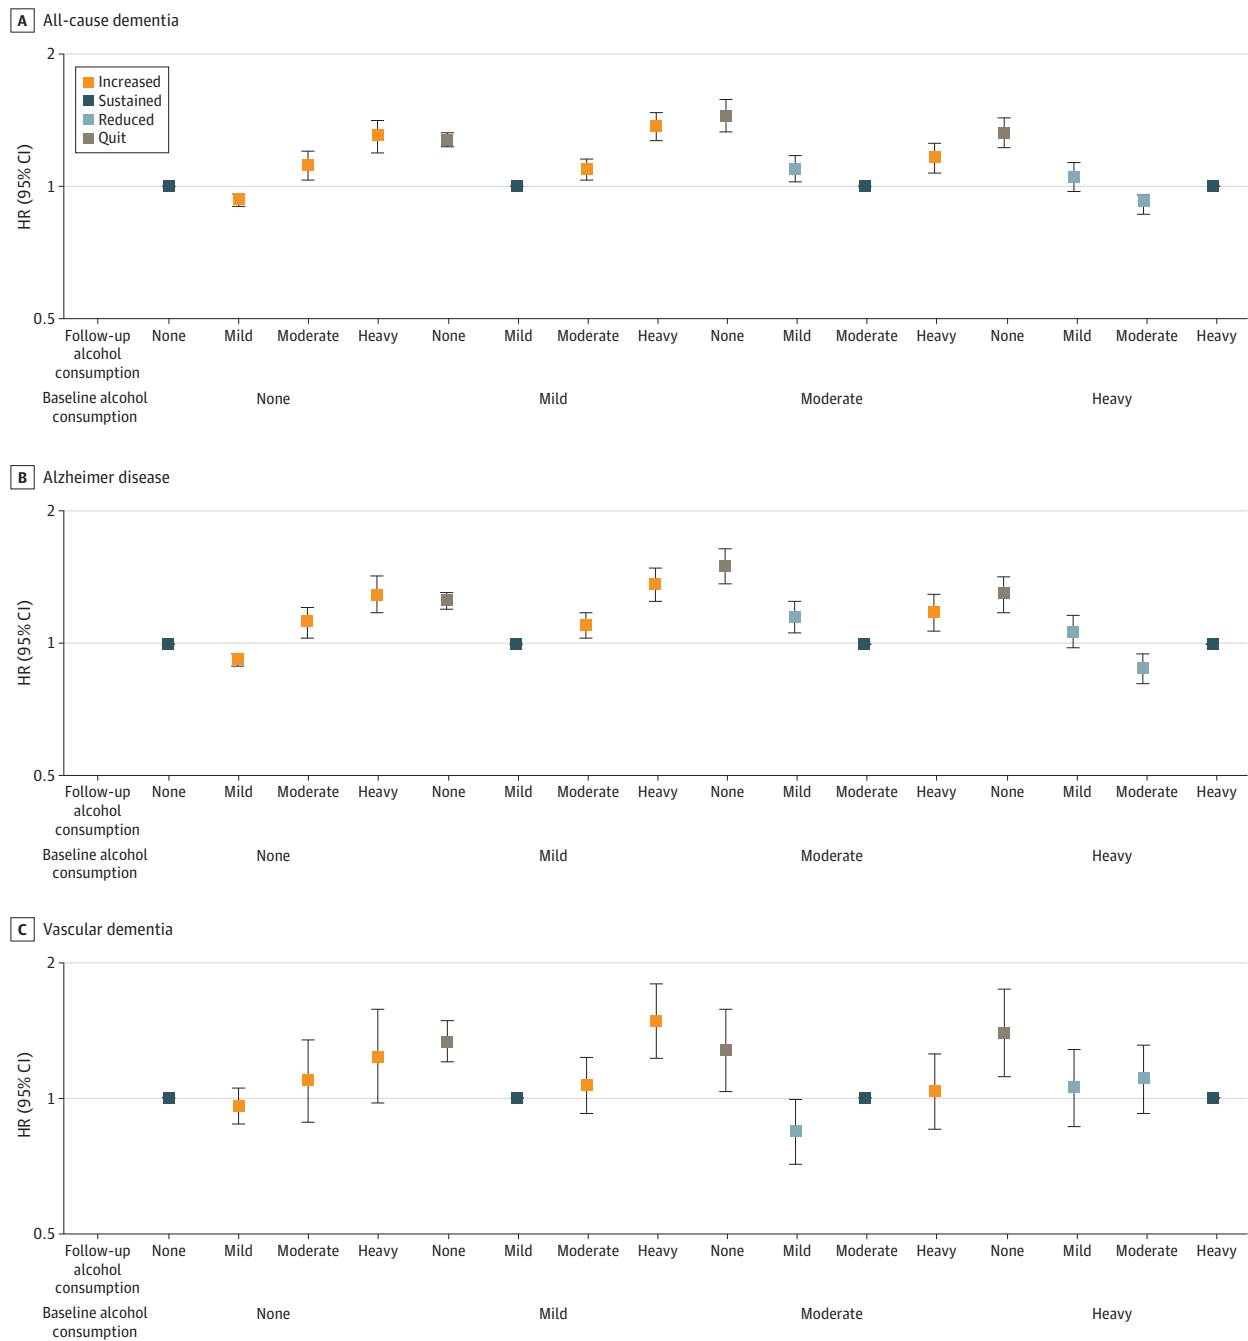 A All-cause dementia
2
Increased
Sustained
Reduced
Quit
HR (95% CI)
1
0.5
Follow-up alcohol consumption
None Mild Moderate Heavy None Mild Moderate Heavy None Mild Moderate Heavy None Mild Moderate Heavy
Baseline alcohol consumption
None Mild Moderate Heavy
B Alzheimer disease
2
HR (95% CI)
1
0.5
Follow-up alcohol consumption
None Mild Moderate Heavy None Mild Moderate Heavy None Mild Moderate Heavy None Mild Moderate Heavy
Baseline alcohol consumption
None Mild Moderate Heavy
C Vascular dementia
2
HR (95% CI)
1
0.5
Follow-up alcohol consumption
None Mild Moderate Heavy None Mild Moderate Heavy None Mild Moderate Heavy None Mild Moderate Heavy
Baseline alcohol consumption
None Mild Moderate Heavy